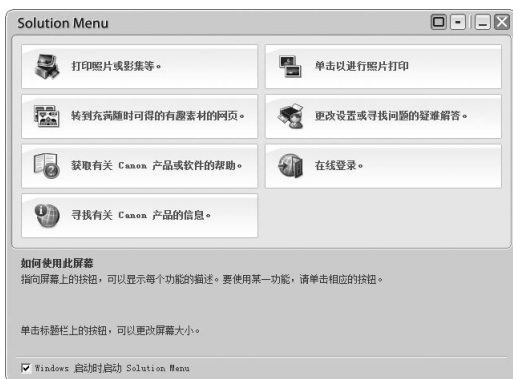 Solution Menu
打印照片或影集等。
单击以进行照片打印
转到充满随时可得的有趣素材的网页。
更改设置或寻找问题的疑难解答。
获取有关 Canon 产品或软件的帮助。
在线登录。
寻找有关 Canon 产品的信息。
如何使用此屏幕
指向屏幕上的按钮，可以显示每个功能的描述。要使用某一功能，请单击相应的按钮。
单击标题栏上的按钮，可以更改屏幕大小。
Windows 启动时启动 Solution Menu